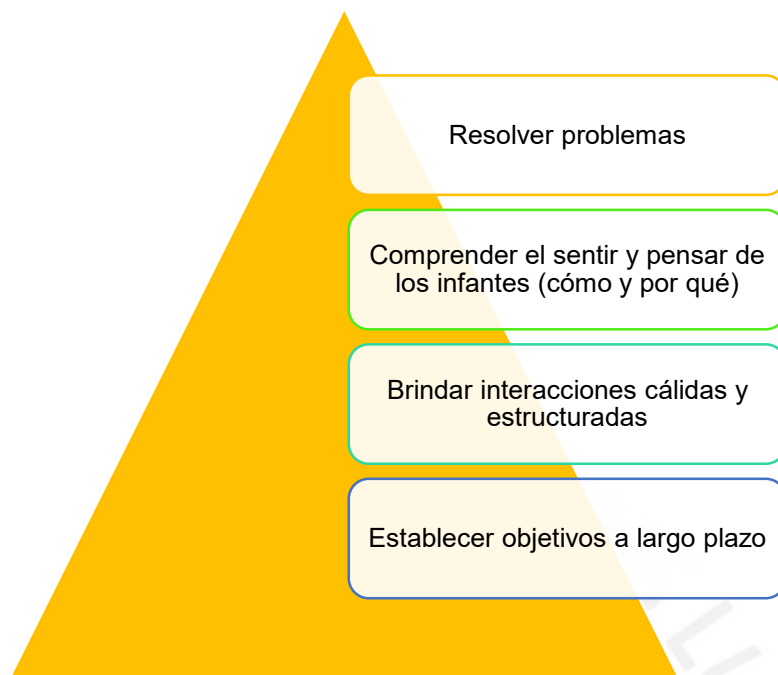 Resolver problemas
Comprender el sentir y pensar de
los infantes (cómo y por qué)
Brindar interacciones cálidas y
estructuradas
Establecer objetivos a largo plazo